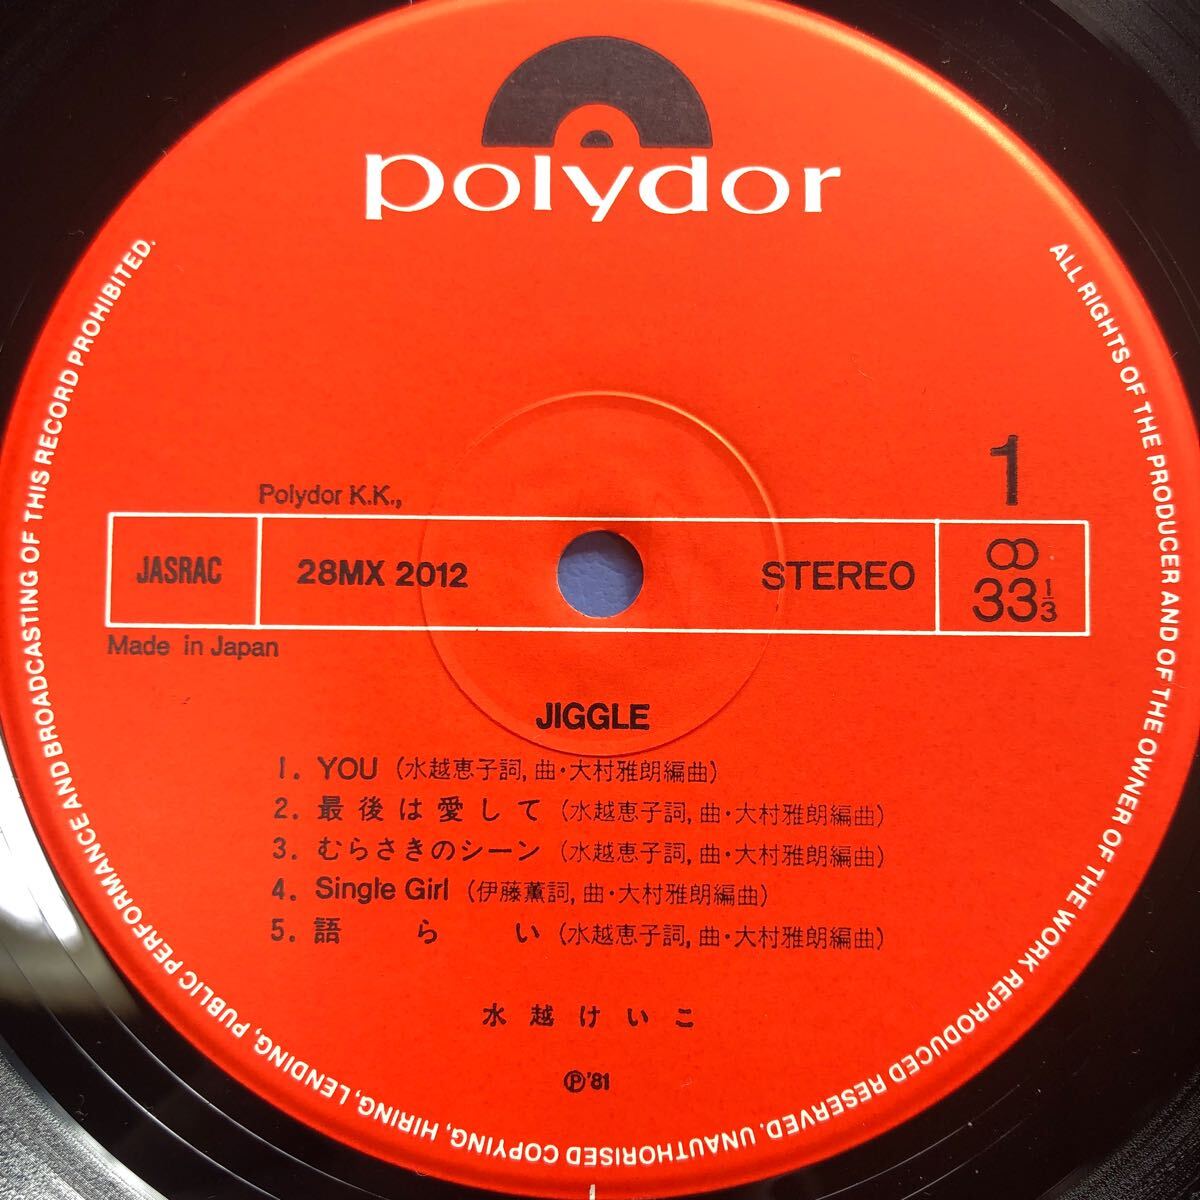 polydor
1
Polydor K.K.,
JASRAC
28MX 2012
STEREO
33 1/3
Made in Japan
JIGGLE
1. YOU (水越恵子詞, 曲・大村雅朗編曲)
2. 最後は愛して (水越恵子詞, 曲・大村雅朗編曲)
3. むらさきのシーン (水越恵子詞, 曲・大村雅朗編曲)
4. Single Girl (伊藤薫詞, 曲・大村雅朗編曲)
5. 語らい (水越恵子詞, 曲・大村雅朗編曲)
水越けいこ
Ⓟ'81
ALL RIGHTS OF THE PRODUCER AND OF THE OWNER OF THE WORK REPRODUCED RESERVED. UNAUTHORISED COPYING, HIRING, LENDING, PUBLIC PERFORMANCE AND BROADCASTING OF THIS RECORD PROHIBITED.